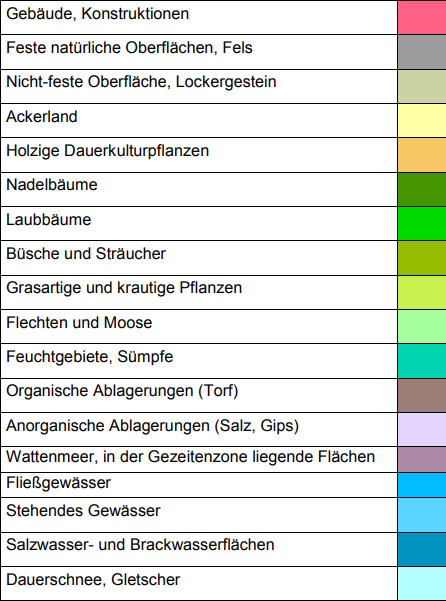 Gebäude, Konstruktionen
Feste natürliche Oberflächen, Fels
Nicht-feste Oberfläche, Lockergestein
Ackerland
Holzige Dauerkulturpflanzen
Nadelbäume
Laubbäume
Büsche und Sträucher
Grasartige und krautige Pflanzen
Flechten und Moose
Feuchtgebiete, Sümpfe
Organische Ablagerungen (Torf)
Anorganische Ablagerungen (Salz, Gips)
Wattenmeer, in der Gezeitenzone liegende Flächen
Fließgewässer
Stehendes Gewässer
Salzwasser- und Brackwasserflächen
Dauerschnee, Gletscher